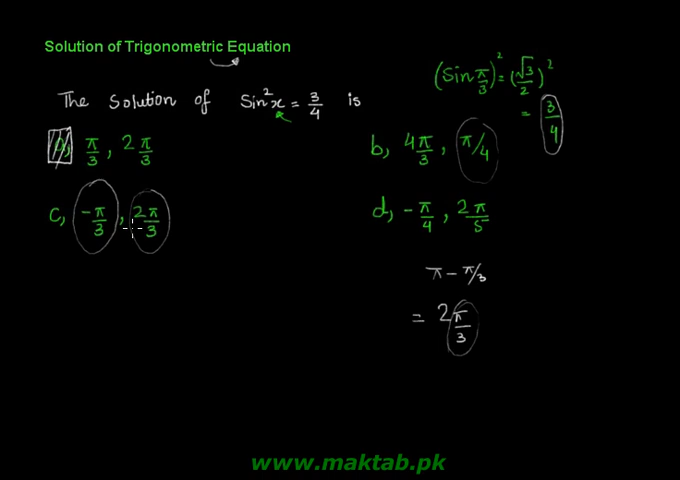 Solution of Trigonometric Equation
(Sin π/3)² = (√3/2)²
= 3/4
The Solution of Sin²x = 3/4 is
π/3, 2π/3
b, 4π/3, π/4
c, -π/3, 2π/3
d, -π/4, 2π/5
π - π/3
= 2π/3
www.maktab.pk